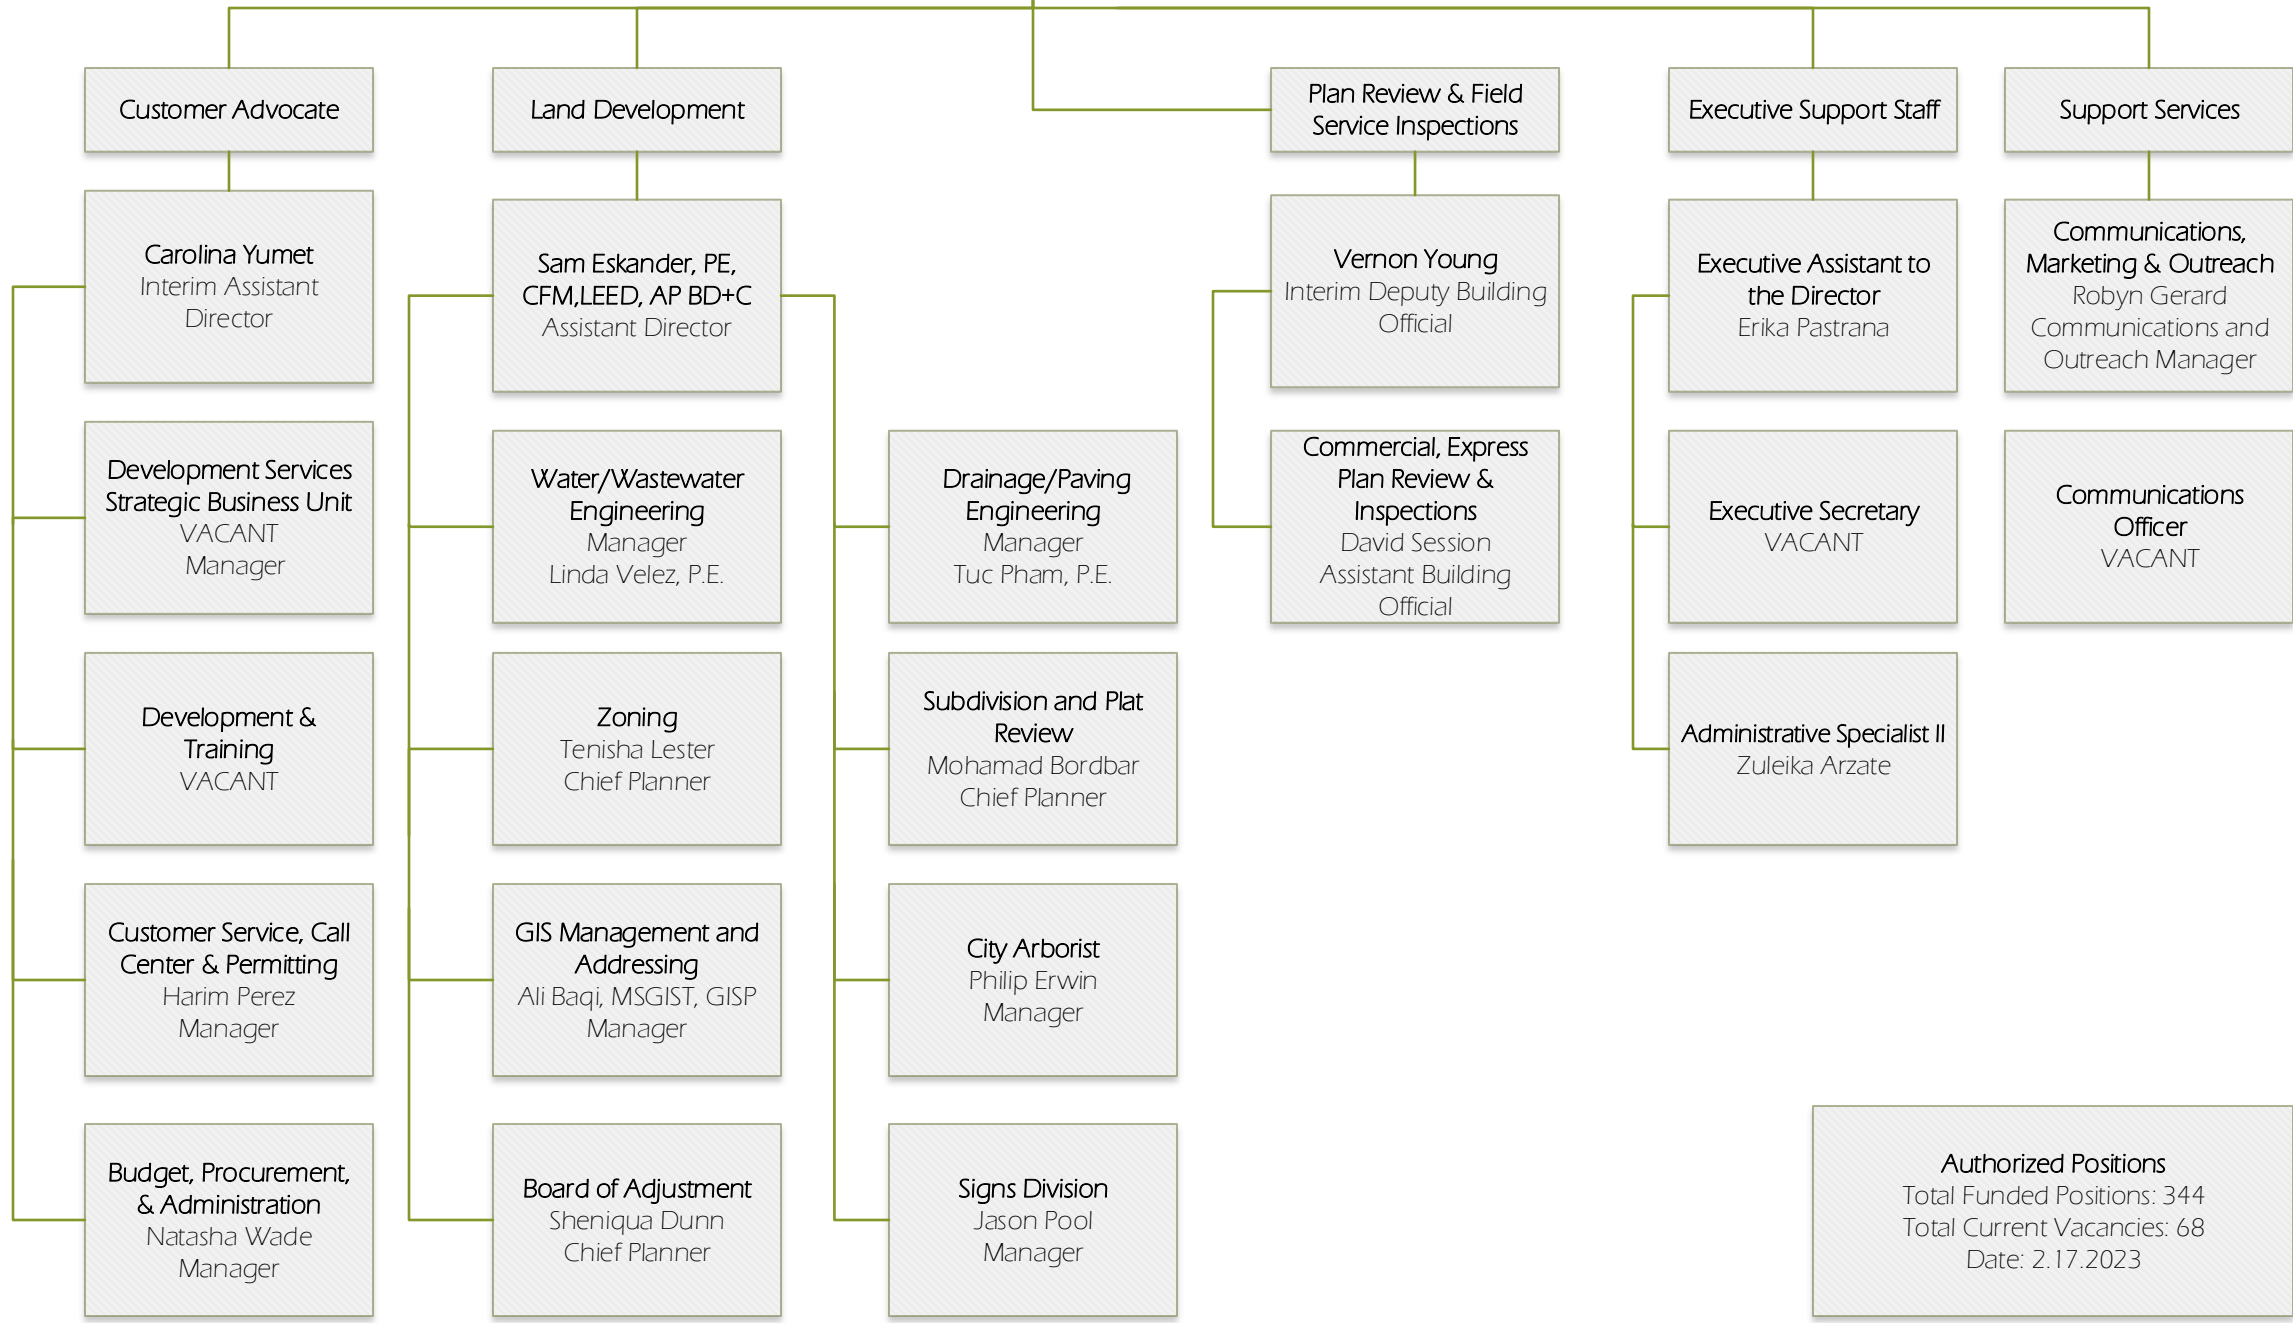 Customer Advocate
Land Development
Plan Review & Field
Service Inspections
Executive Support Staff
Support Services
Carolina Yumet
Interim Assistant
Director
Sam Eskander, PE,
CFM,LEED, AP BD+C
Assistant Director
Vernon Young
Interim Deputy Building
Official
Executive Assistant to
the Director
Erika Pastrana
Communications,
Marketing & Outreach
Robyn Gerard
Communications and
Outreach Manager
Development Services
Strategic Business Unit
VACANT
Manager
Water/Wastewater
Engineering
Manager
Linda Velez, P.E.
Drainage/Paving
Engineering
Manager
Tuc Pham, P.E.
Commercial, Express
Plan Review &
Inspections
David Session
Assistant Building
Official
Executive Secretary
VACANT
Communications
Officer
VACANT
Development &
Training
VACANT
Zoning
Tenisha Lester
Chief Planner
Subdivision and Plat
Review
Mohamad Bordbar
Chief Planner
Administrative Specialist II
Zuleika Arzate
Customer Service, Call
Center & Permitting
Harim Perez
Manager
GIS Management and
Addressing
Ali Baqi, MSGIST, GISP
Manager
City Arborist
Philip Erwin
Manager
Budget, Procurement,
& Administration
Natasha Wade
Manager
Board of Adjustment
Sheniqua Dunn
Chief Planner
Signs Division
Jason Pool
Manager
Authorized Positions
Total Funded Positions: 344
Total Current Vacancies: 68
Date: 2.17.2023